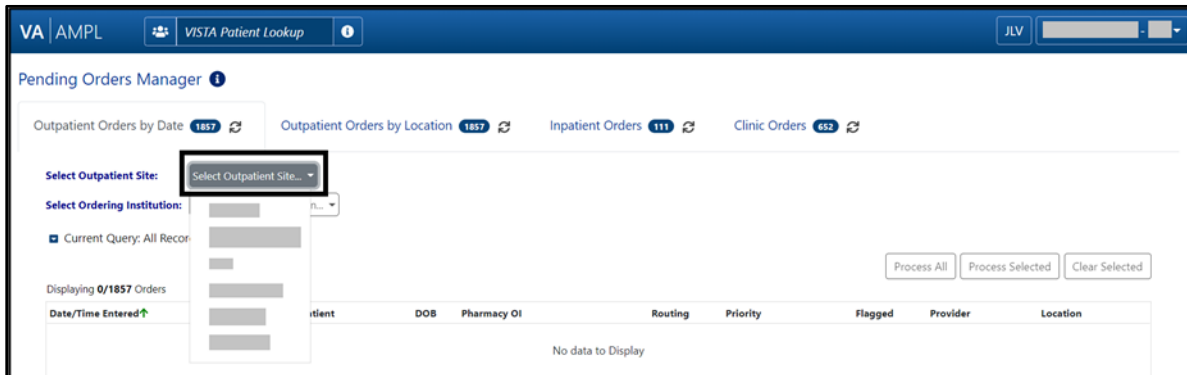 VA AMPL VISTA Patient Lookup JLV -
Pending Orders Manager
Outpatient Orders by Date 1857 Outpatient Orders by Location 1857 Inpatient Orders 111 Clinic Orders 652
Select Outpatient Site: Select Outpatient Site...
Select Ordering Institution: n...
Current Query: All Recor
Process All Process Selected Clear Selected
Displaying 0/1857 Orders
Date/Time Entered atient DOB Pharmacy OI Routing Priority Flagged Provider Location
No data to Display